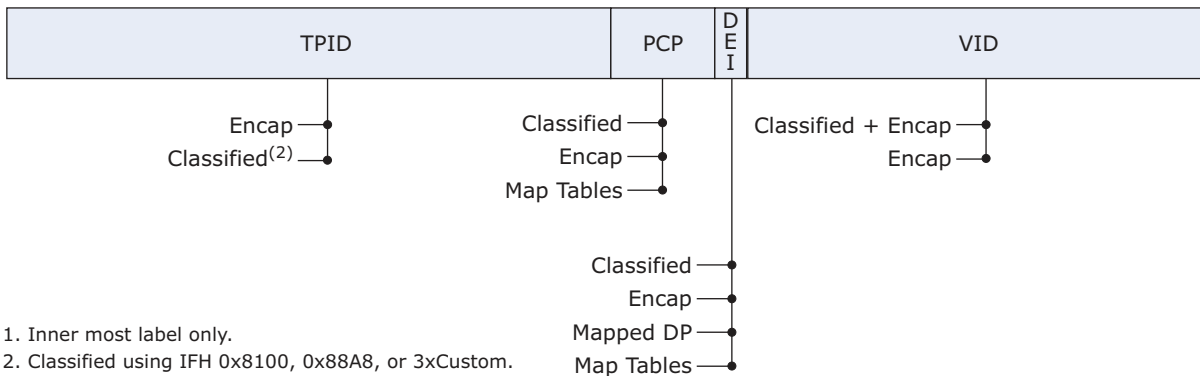 TPID
PCP
DEI
VID
Encap
Classified(2)
Classified
Encap
Map Tables
Classified + Encap
Encap
Classified
Encap
Mapped DP
Map Tables
1. Inner most label only.
2. Classified using IFH 0x8100, 0x88A8, or 3xCustom.